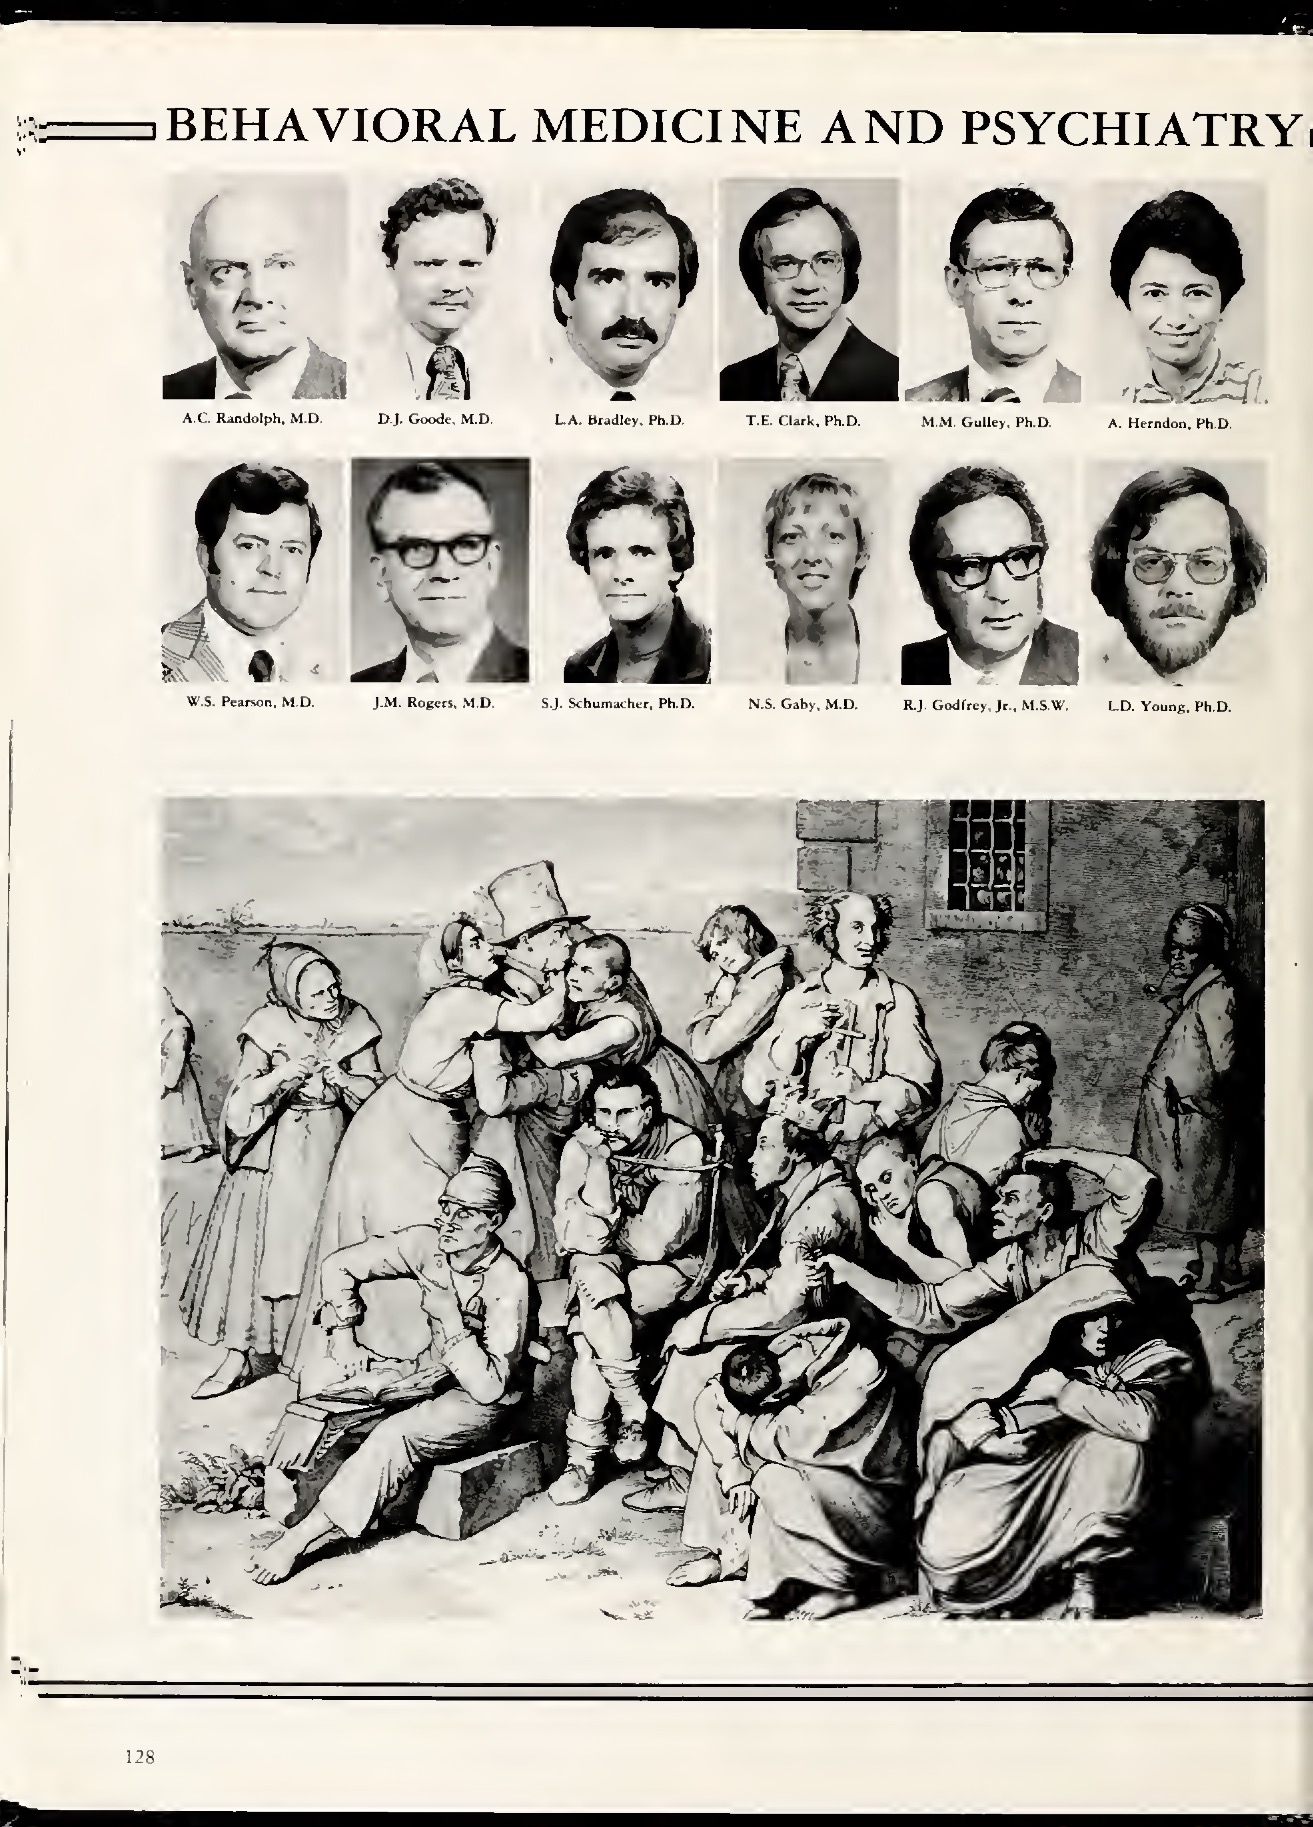 BEHAVIORAL MEDICINE AND PSYCHIATRY
A.C. Randolph, M.D. D.J. Goode, M.D. L.A. Bradley, Ph.D. T.E. Clark, Ph.D. M.M. Gulley, Ph.D. A. Herndon, Ph.D.
W.S. Pearson, M.D. J.M. Rogers, M.D. S.J. Schumacher, Ph.D. N.S. Gaby, M.D. R.J. Godfrey, Jr., M.S.W. L.D. Young, Ph.D.
128